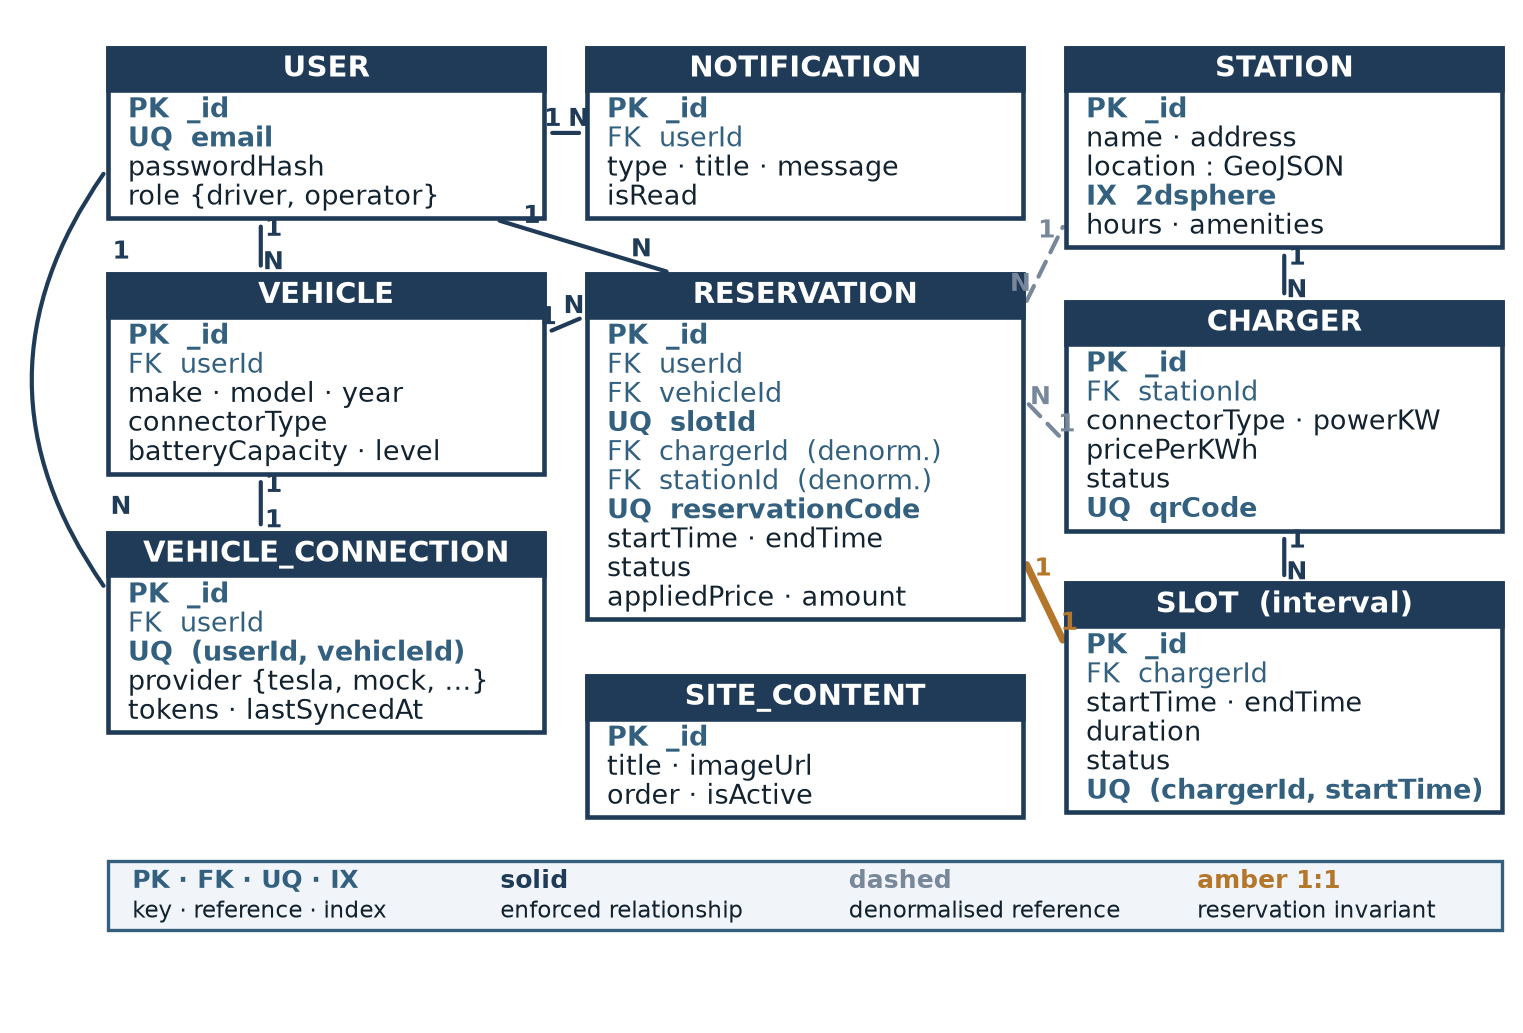 USER
PK _id
UQ email
passwordHash
role {driver, operator}
1 N
NOTIFICATION
PK _id
FK userId
type · title · message
isRead
STATION
PK _id
name · address
location : GeoJSON
IX 2dsphere
hours · amenities
1
N
1
1
N
1
N
1
N
VEHICLE
PK _id
FK userId
make · model · year
connectorType
batteryCapacity · level
1
N
RESERVATION
PK _id
FK userId
FK vehicleId
UQ slotId
FK chargerId (denorm.)
FK stationId (denorm.)
UQ reservationCode
startTime · endTime
status
appliedPrice · amount
CHARGER
PK _id
FK stationId
connectorType · powerKW
pricePerKWh
status
UQ qrCode
N
1
1
1
N
1
N
1
1
VEHICLE_CONNECTION
PK _id
FK userId
UQ (userId, vehicleId)
provider {tesla, mock, ...}
tokens · lastSyncedAt
SITE_CONTENT
PK _id
title · imageUrl
order · isActive
SLOT (interval)
PK _id
FK chargerId
startTime · endTime
duration
status
UQ (chargerId, startTime)
PK · FK · UQ · IX
key · reference · index
solid
enforced relationship
dashed
denormalised reference
amber 1:1
reservation invariant